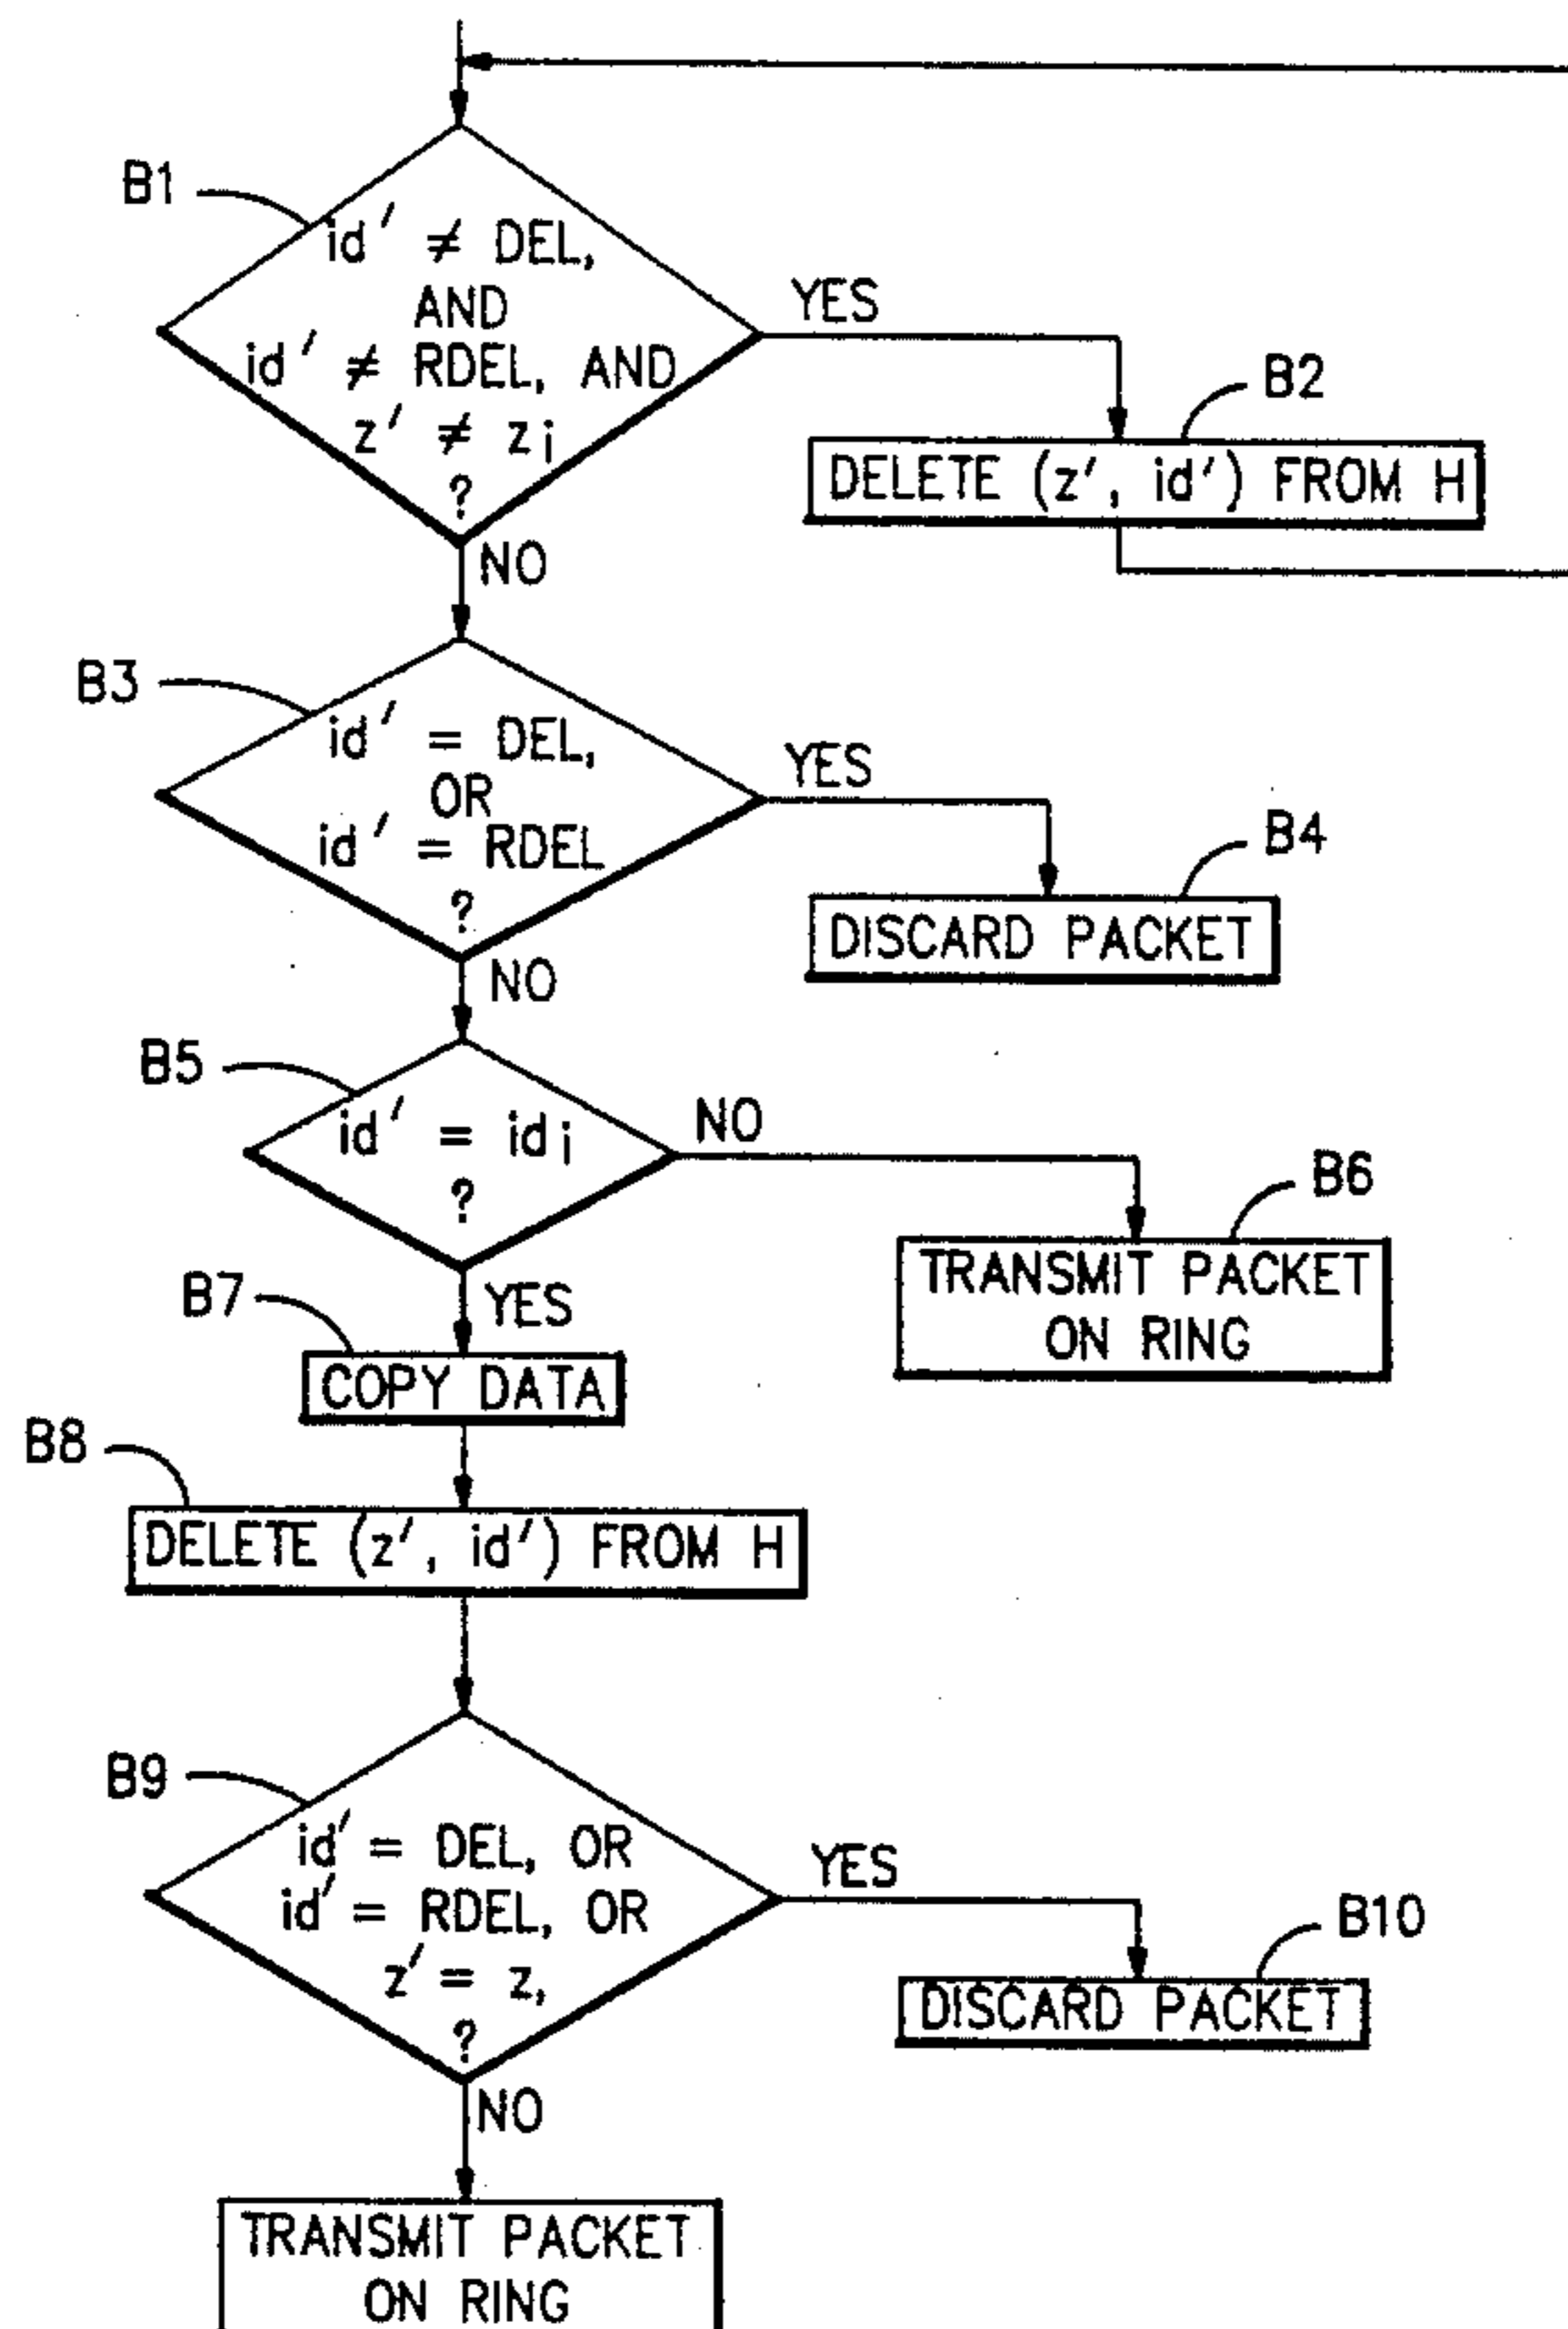 B1
id′ ≠ DEL,
AND
id′ ≠ RDEL, AND
z′ ≠ zi
?
YES
B2
DELETE (z′, id′) FROM H
NO
B3
id′ = DEL,
OR
id′ = RDEL
?
YES
B4
DISCARD PACKET
NO
B5
id′ = idi
?
NO
B6
TRANSMIT PACKET
ON RING
YES
B7
COPY DATA
B8
DELETE (z′, id′) FROM H
B9
id′ = DEL, OR
id′ = RDEL, OR
z′ = z,
?
YES
B10
DISCARD PACKET
NO
TRANSMIT PACKET
ON RING